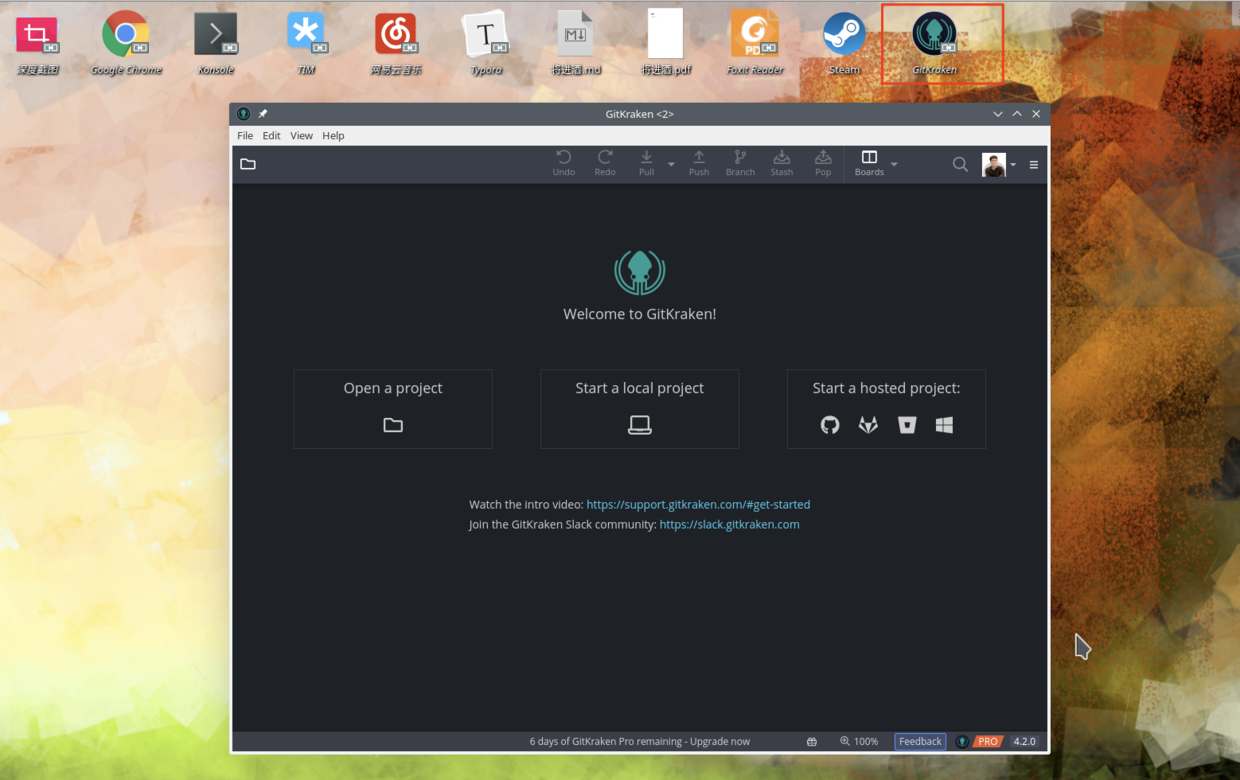 深度截图
Google Chrome
Konsole
TIM
网易云音乐
Typora
将进酒.md
将进酒.pdf
Foxit Reader
Steam
GitKraken
GitKraken <2>
File Edit View Help
Undo Redo Pull Push Branch Stash Pop Boards
Welcome to GitKraken!
Open a project
Start a local project
Start a hosted project:
Watch the intro video: https://support.gitkraken.com/#get-started
Join the GitKraken Slack community: https://slack.gitkraken.com
6 days of GitKraken Pro remaining - Upgrade now
100%
Feedback
PRO
4.2.0